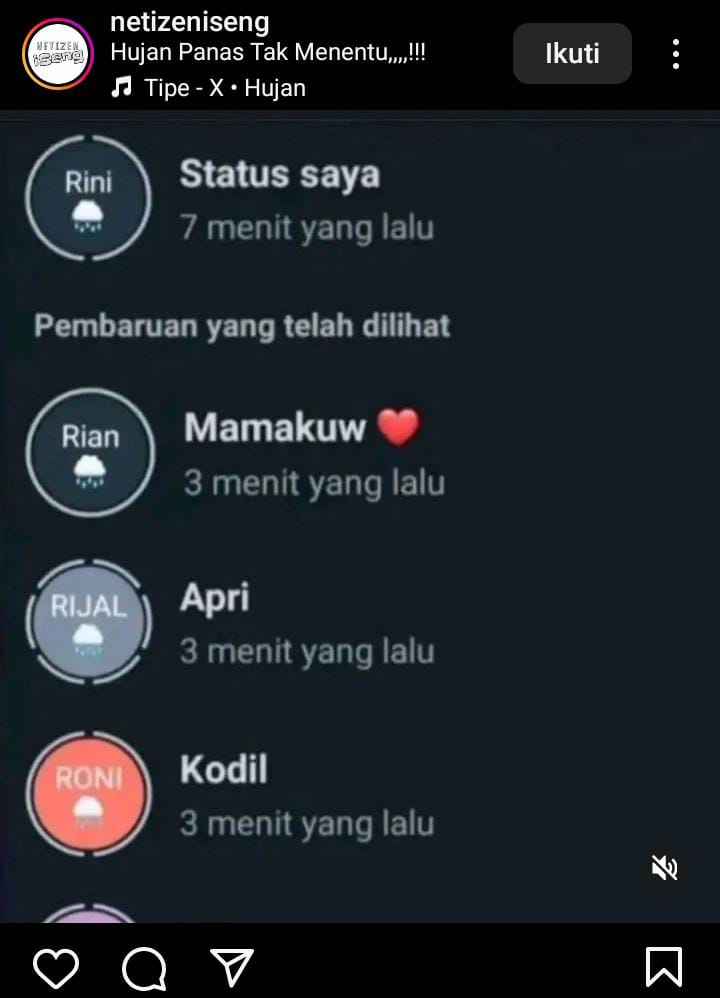 NETIZEN
iSeng
netizeniseng
Hujan Panas Tak Menentu,,,,!!!
Ikuti
Tipe - X • Hujan
Rini
Status saya
7 menit yang lalu
Pembaruan yang telah dilihat
Rian
Mamakuw ❤️
3 menit yang lalu
RIJAL
Apri
3 menit yang lalu
RONI
Kodil
3 menit yang lalu